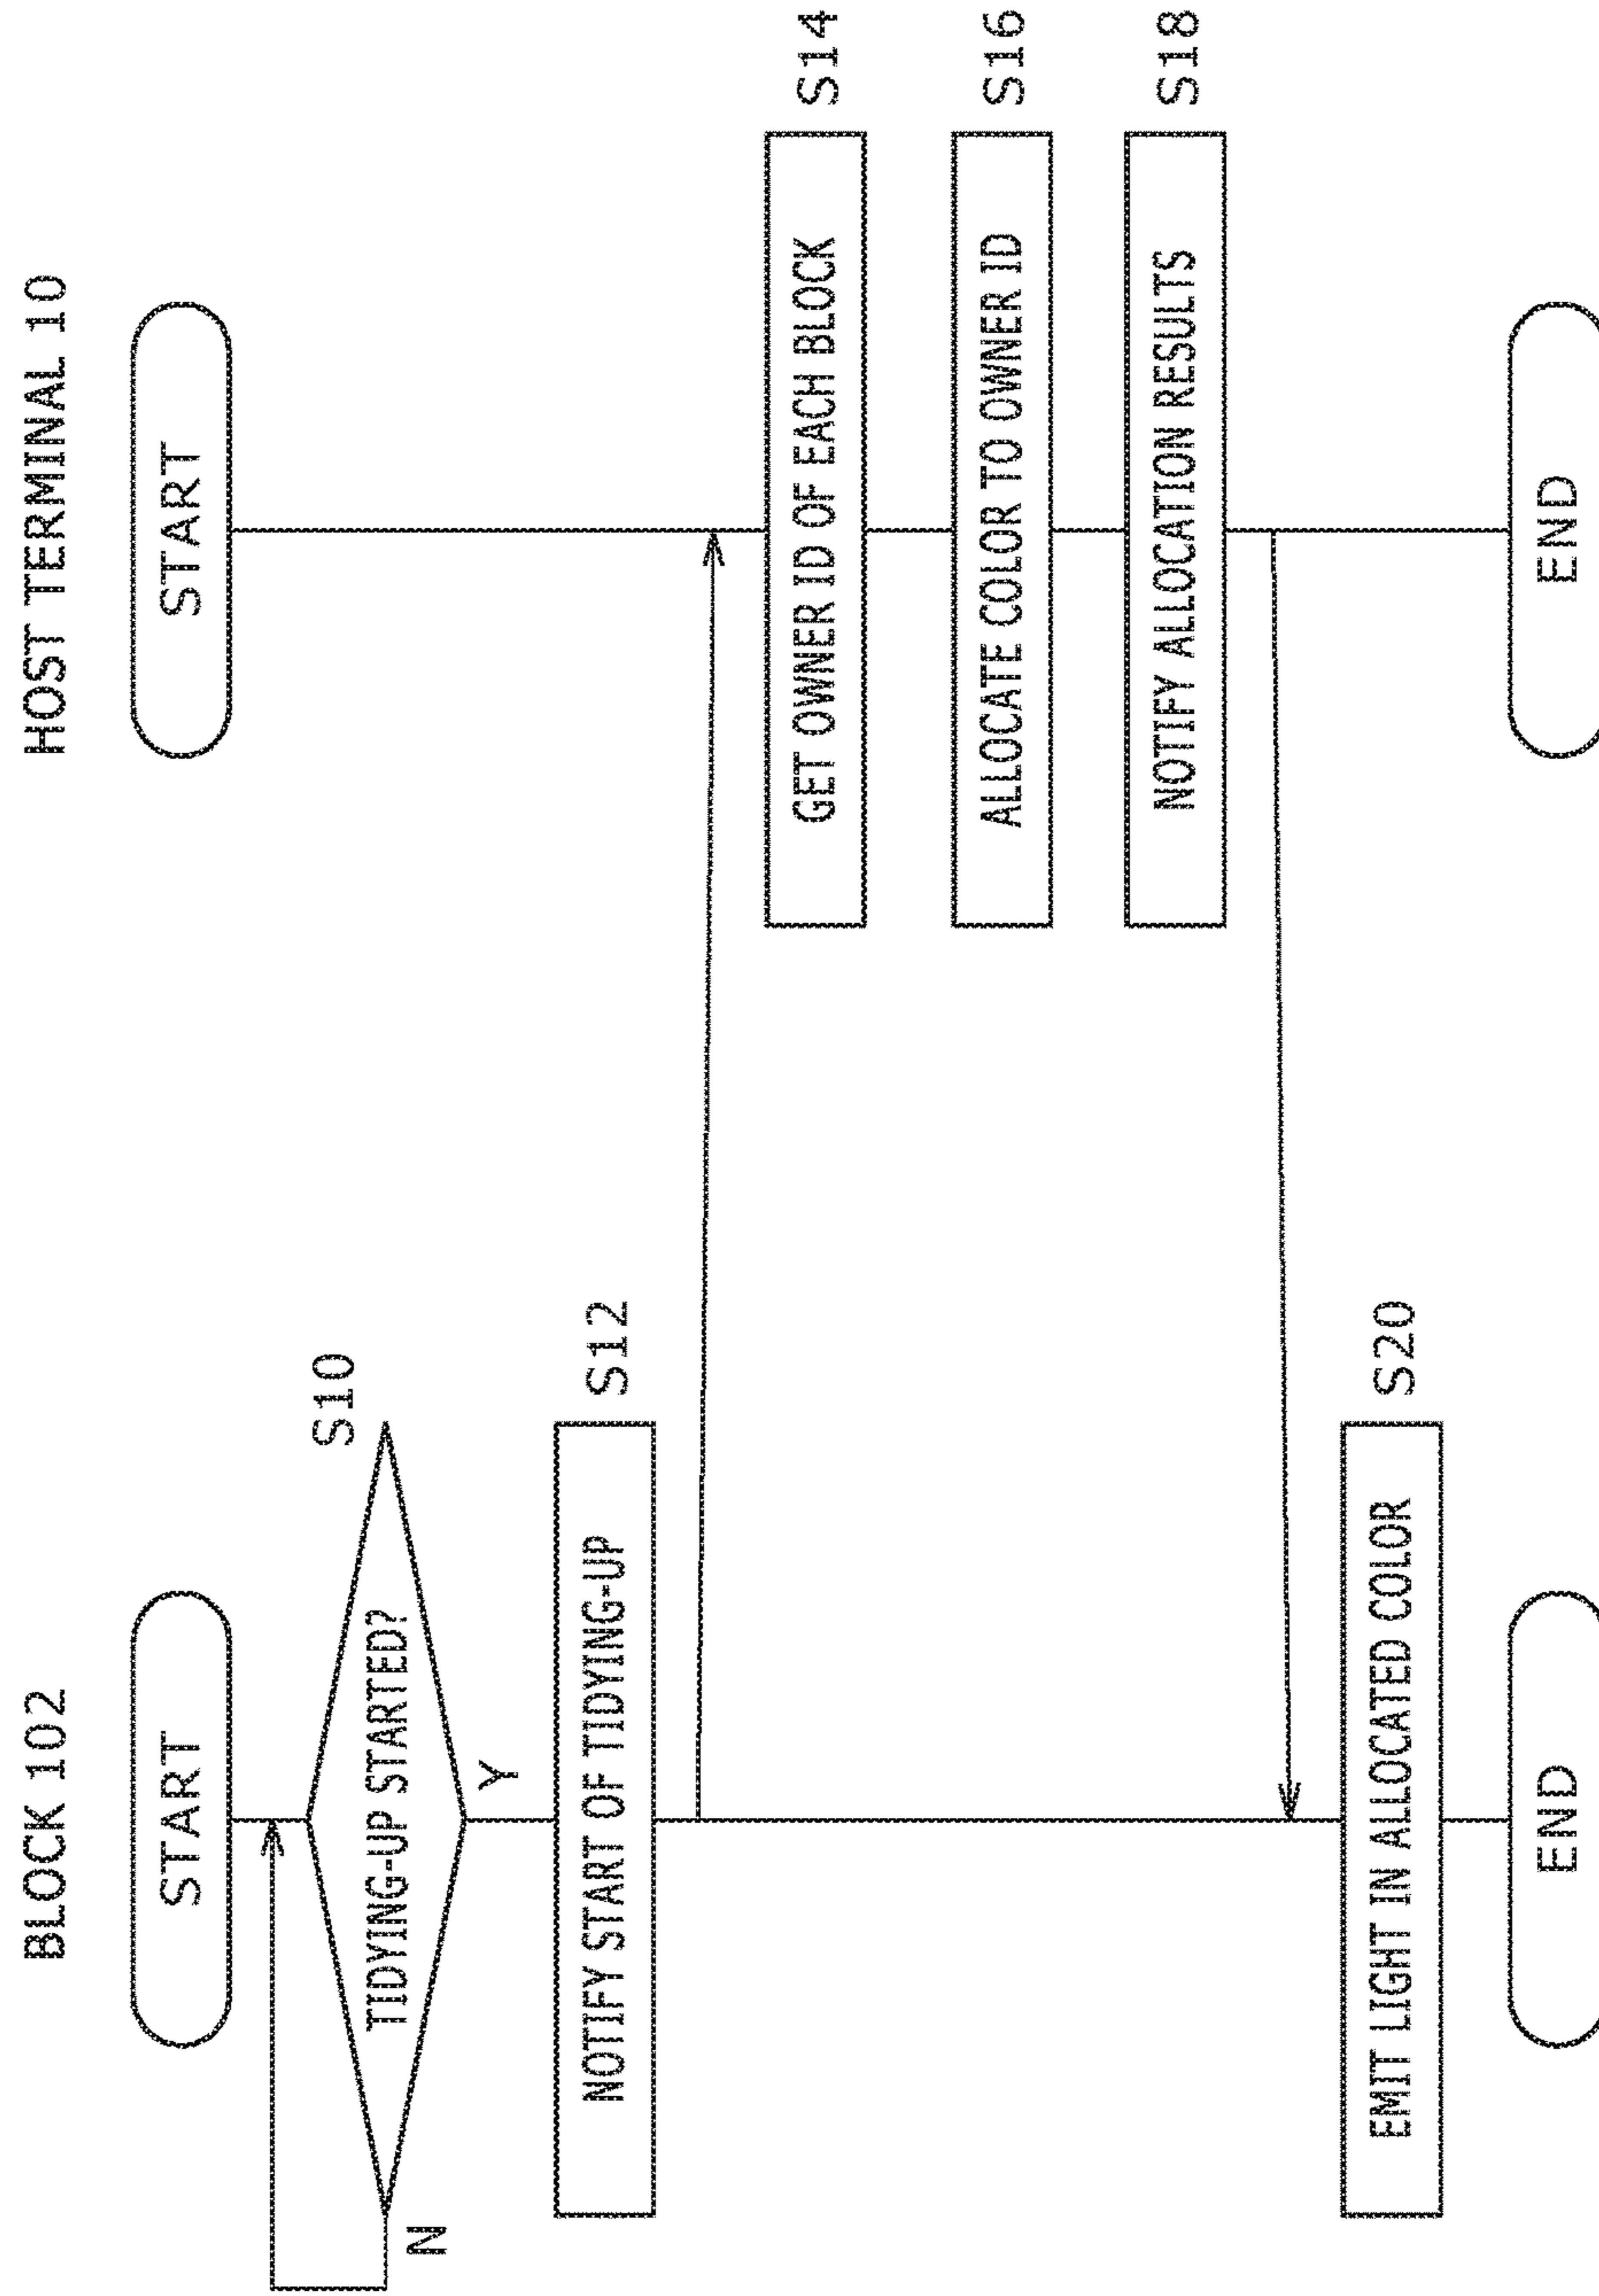 BLOCK 102
START
TIDYING-UP STARTED?
S10
N
Y
NOTIFY START OF TIDYING-UP
S12
EMIT LIGHT IN ALLOCATED COLOR
S20
END
HOST TERMINAL 10
START
GET OWNER ID OF EACH BLOCK
S14
ALLOCATE COLOR TO OWNER ID
S16
NOTIFY ALLOCATION RESULTS
S18
END